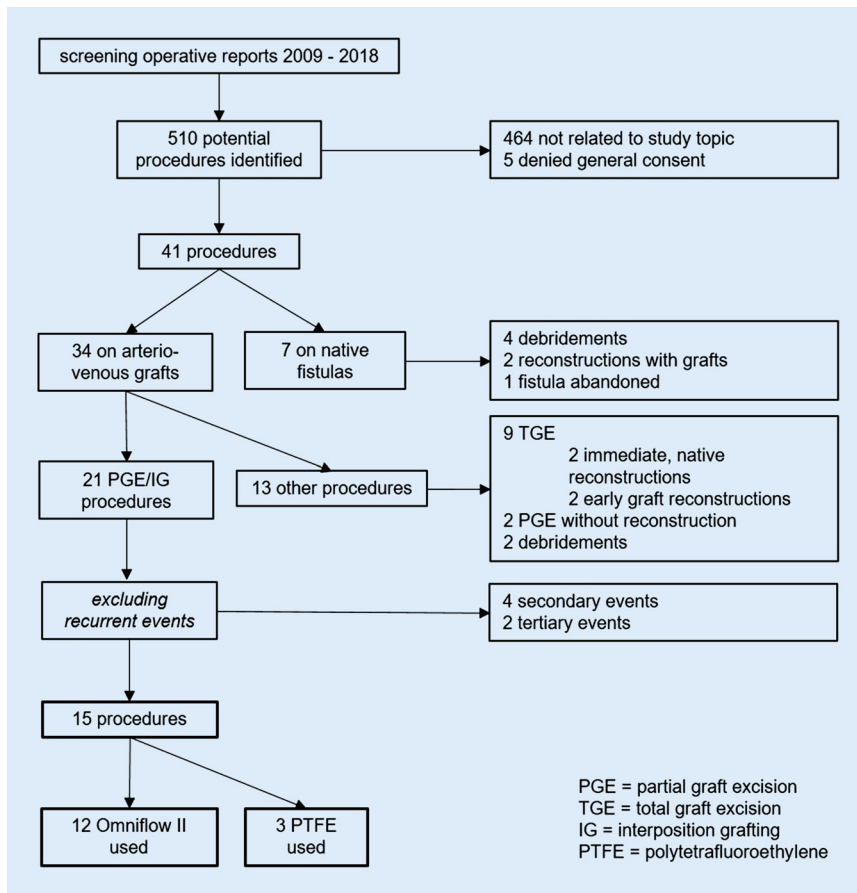 screening operative reports 2009 - 2018
510 potential
procedures identified
464 not related to study topic
5 denied general consent
41 procedures
34 on arterio-
venous grafts
7 on native
fistulas
4 debridements
2 reconstructions with grafts
1 fistula abandoned
21 PGE/IG
procedures
13 other procedures
9 TGE
2 immediate, native
reconstructions
2 early graft reconstructions
2 PGE without reconstruction
2 debridements
excluding
recurrent events
4 secondary events
2 tertiary events
15 procedures
12 Omniflow II
used
3 PTFE
used
PGE = partial graft excision
TGE = total graft excision
IG = interposition grafting
PTFE = polytetrafluoroethylene